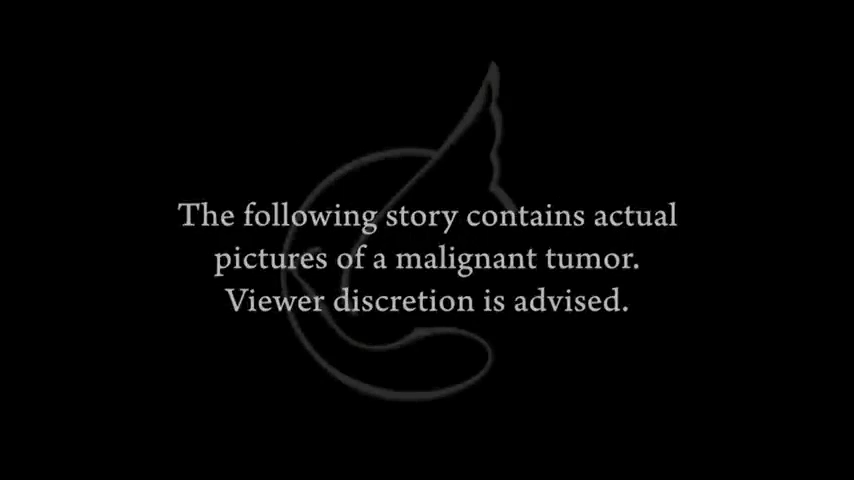 The following story contains actual
pictures of a malignant tumor.
Viewer discretion is advised.